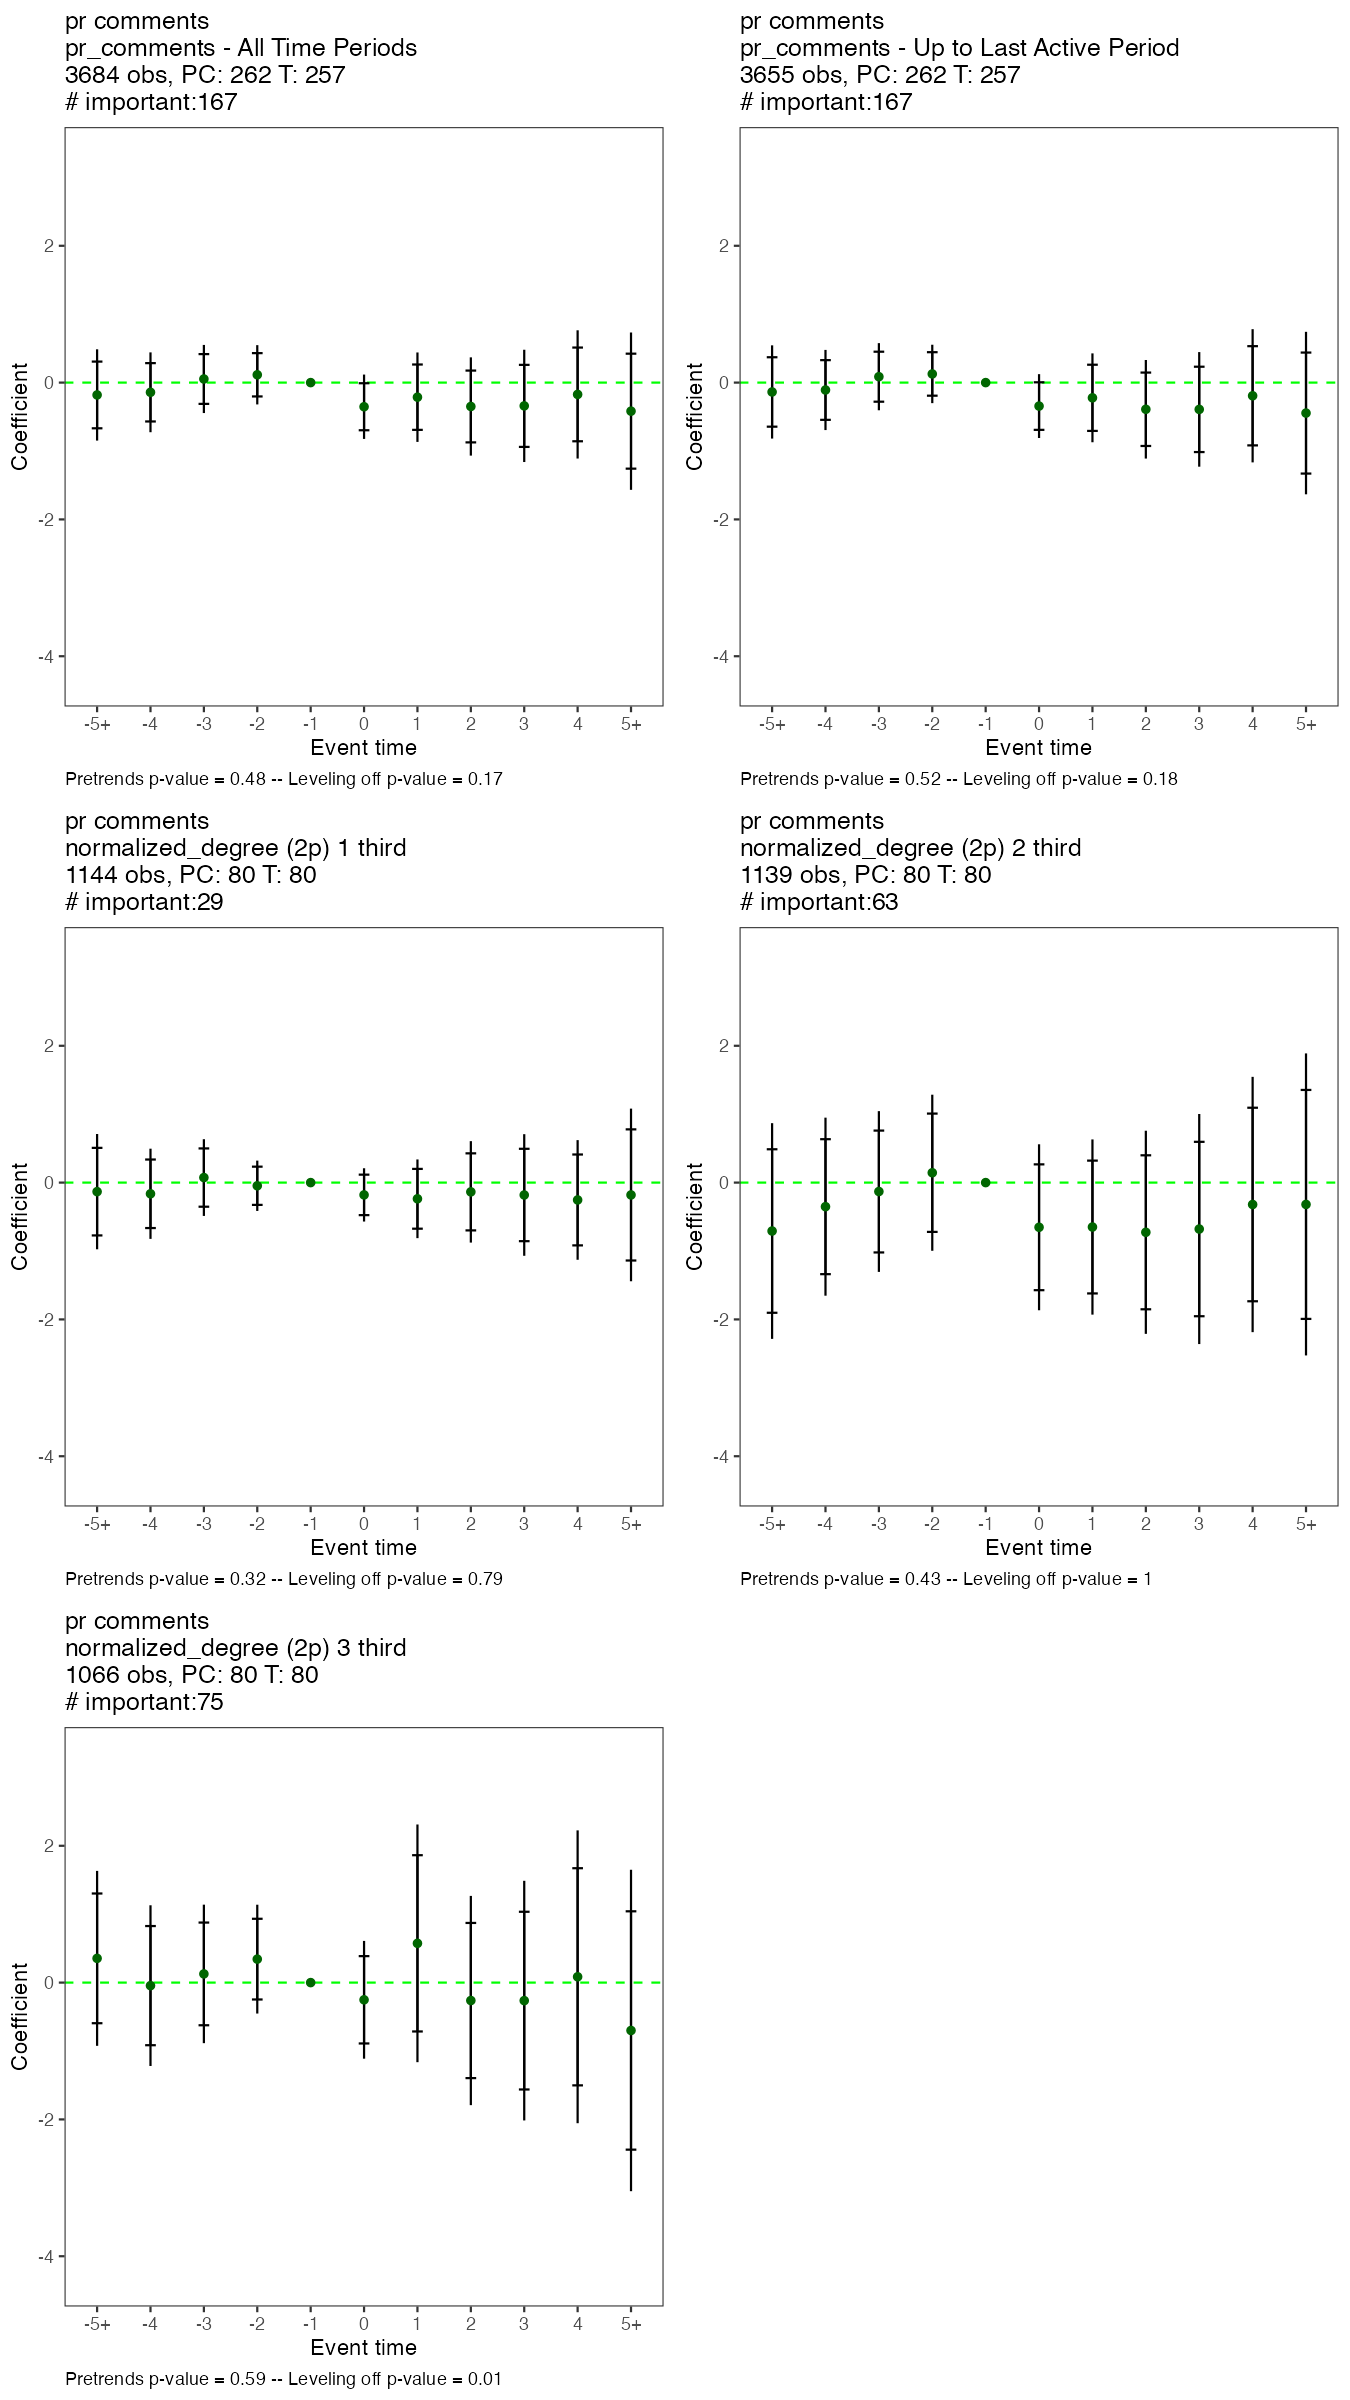 pr comments
pr_comments - All Time Periods
3684 obs, PC: 262 T: 257
# important:167
Coefficient
2
0
-2
-4
-5+ -4 -3 -2 -1 0 1 2 3 4 5+
Event time
Pretrends p-value = 0.48 -- Leveling off p-value = 0.17
pr comments
pr_comments - Up to Last Active Period
3655 obs, PC: 262 T: 257
# important:167
Coefficient
2
0
-2
-4
-5+ -4 -3 -2 -1 0 1 2 3 4 5+
Event time
Pretrends p-value = 0.52 -- Leveling off p-value = 0.18
pr comments
normalized_degree (2p) 1 third
1144 obs, PC: 80 T: 80
# important:29
Coefficient
2
0
-2
-4
-5+ -4 -3 -2 -1 0 1 2 3 4 5+
Event time
Pretrends p-value = 0.32 -- Leveling off p-value = 0.79
pr comments
normalized_degree (2p) 2 third
1139 obs, PC: 80 T: 80
# important:63
Coefficient
2
0
-2
-4
-5+ -4 -3 -2 -1 0 1 2 3 4 5+
Event time
Pretrends p-value = 0.43 -- Leveling off p-value = 1
pr comments
normalized_degree (2p) 3 third
1066 obs, PC: 80 T: 80
# important:75
Coefficient
2
0
-2
-4
-5+ -4 -3 -2 -1 0 1 2 3 4 5+
Event time
Pretrends p-value = 0.59 -- Leveling off p-value = 0.01